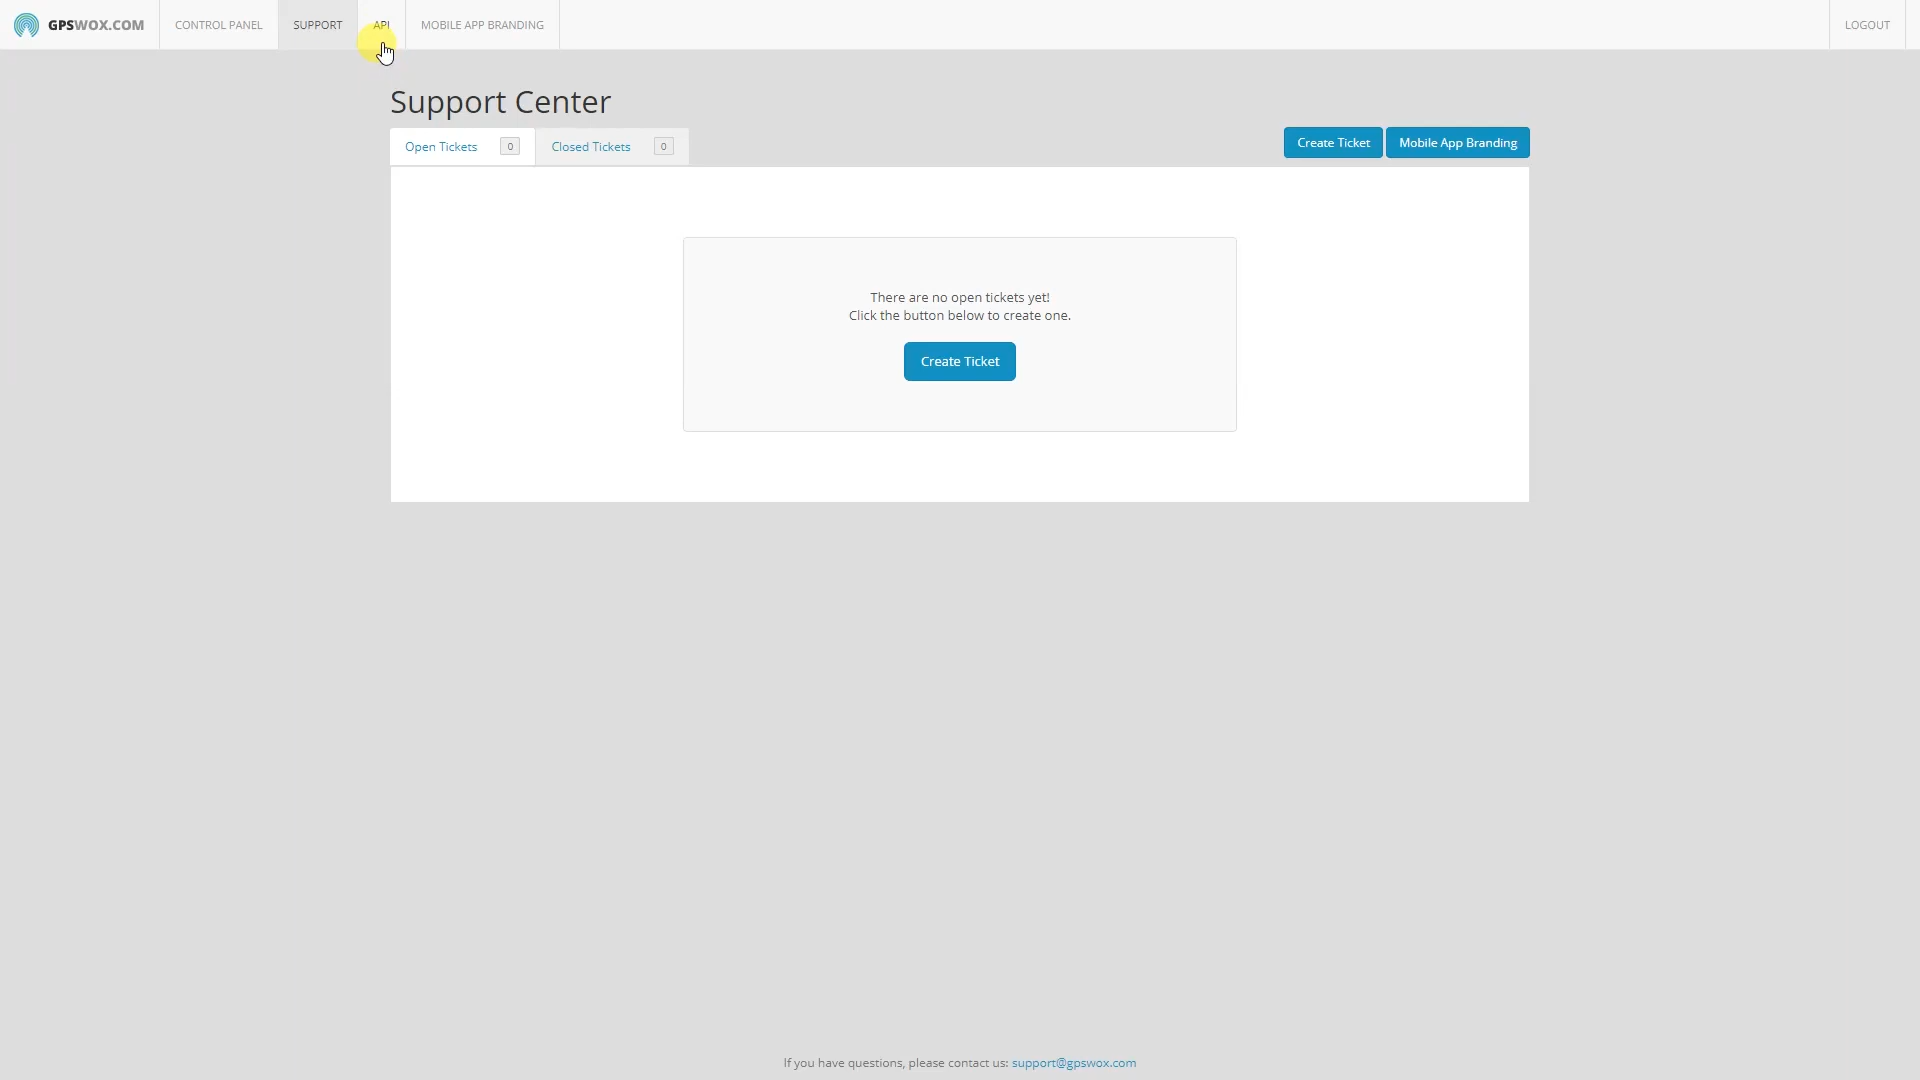 GPSWOX.COM
CONTROL PANEL
SUPPORT
API
MOBILE APP BRANDING
LOGOUT
Support Center
Open Tickets 0
Closed Tickets 0
Create Ticket
Mobile App Branding
There are no open tickets yet!
Click the button below to create one.
Create Ticket
If you have questions, please contact us: support@gpswox.com